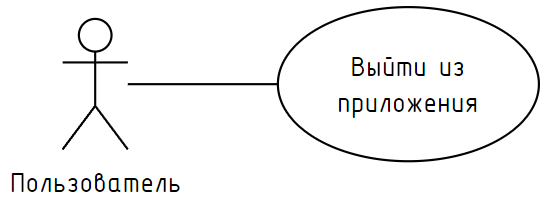 Выйти из
приложения
Пользователь